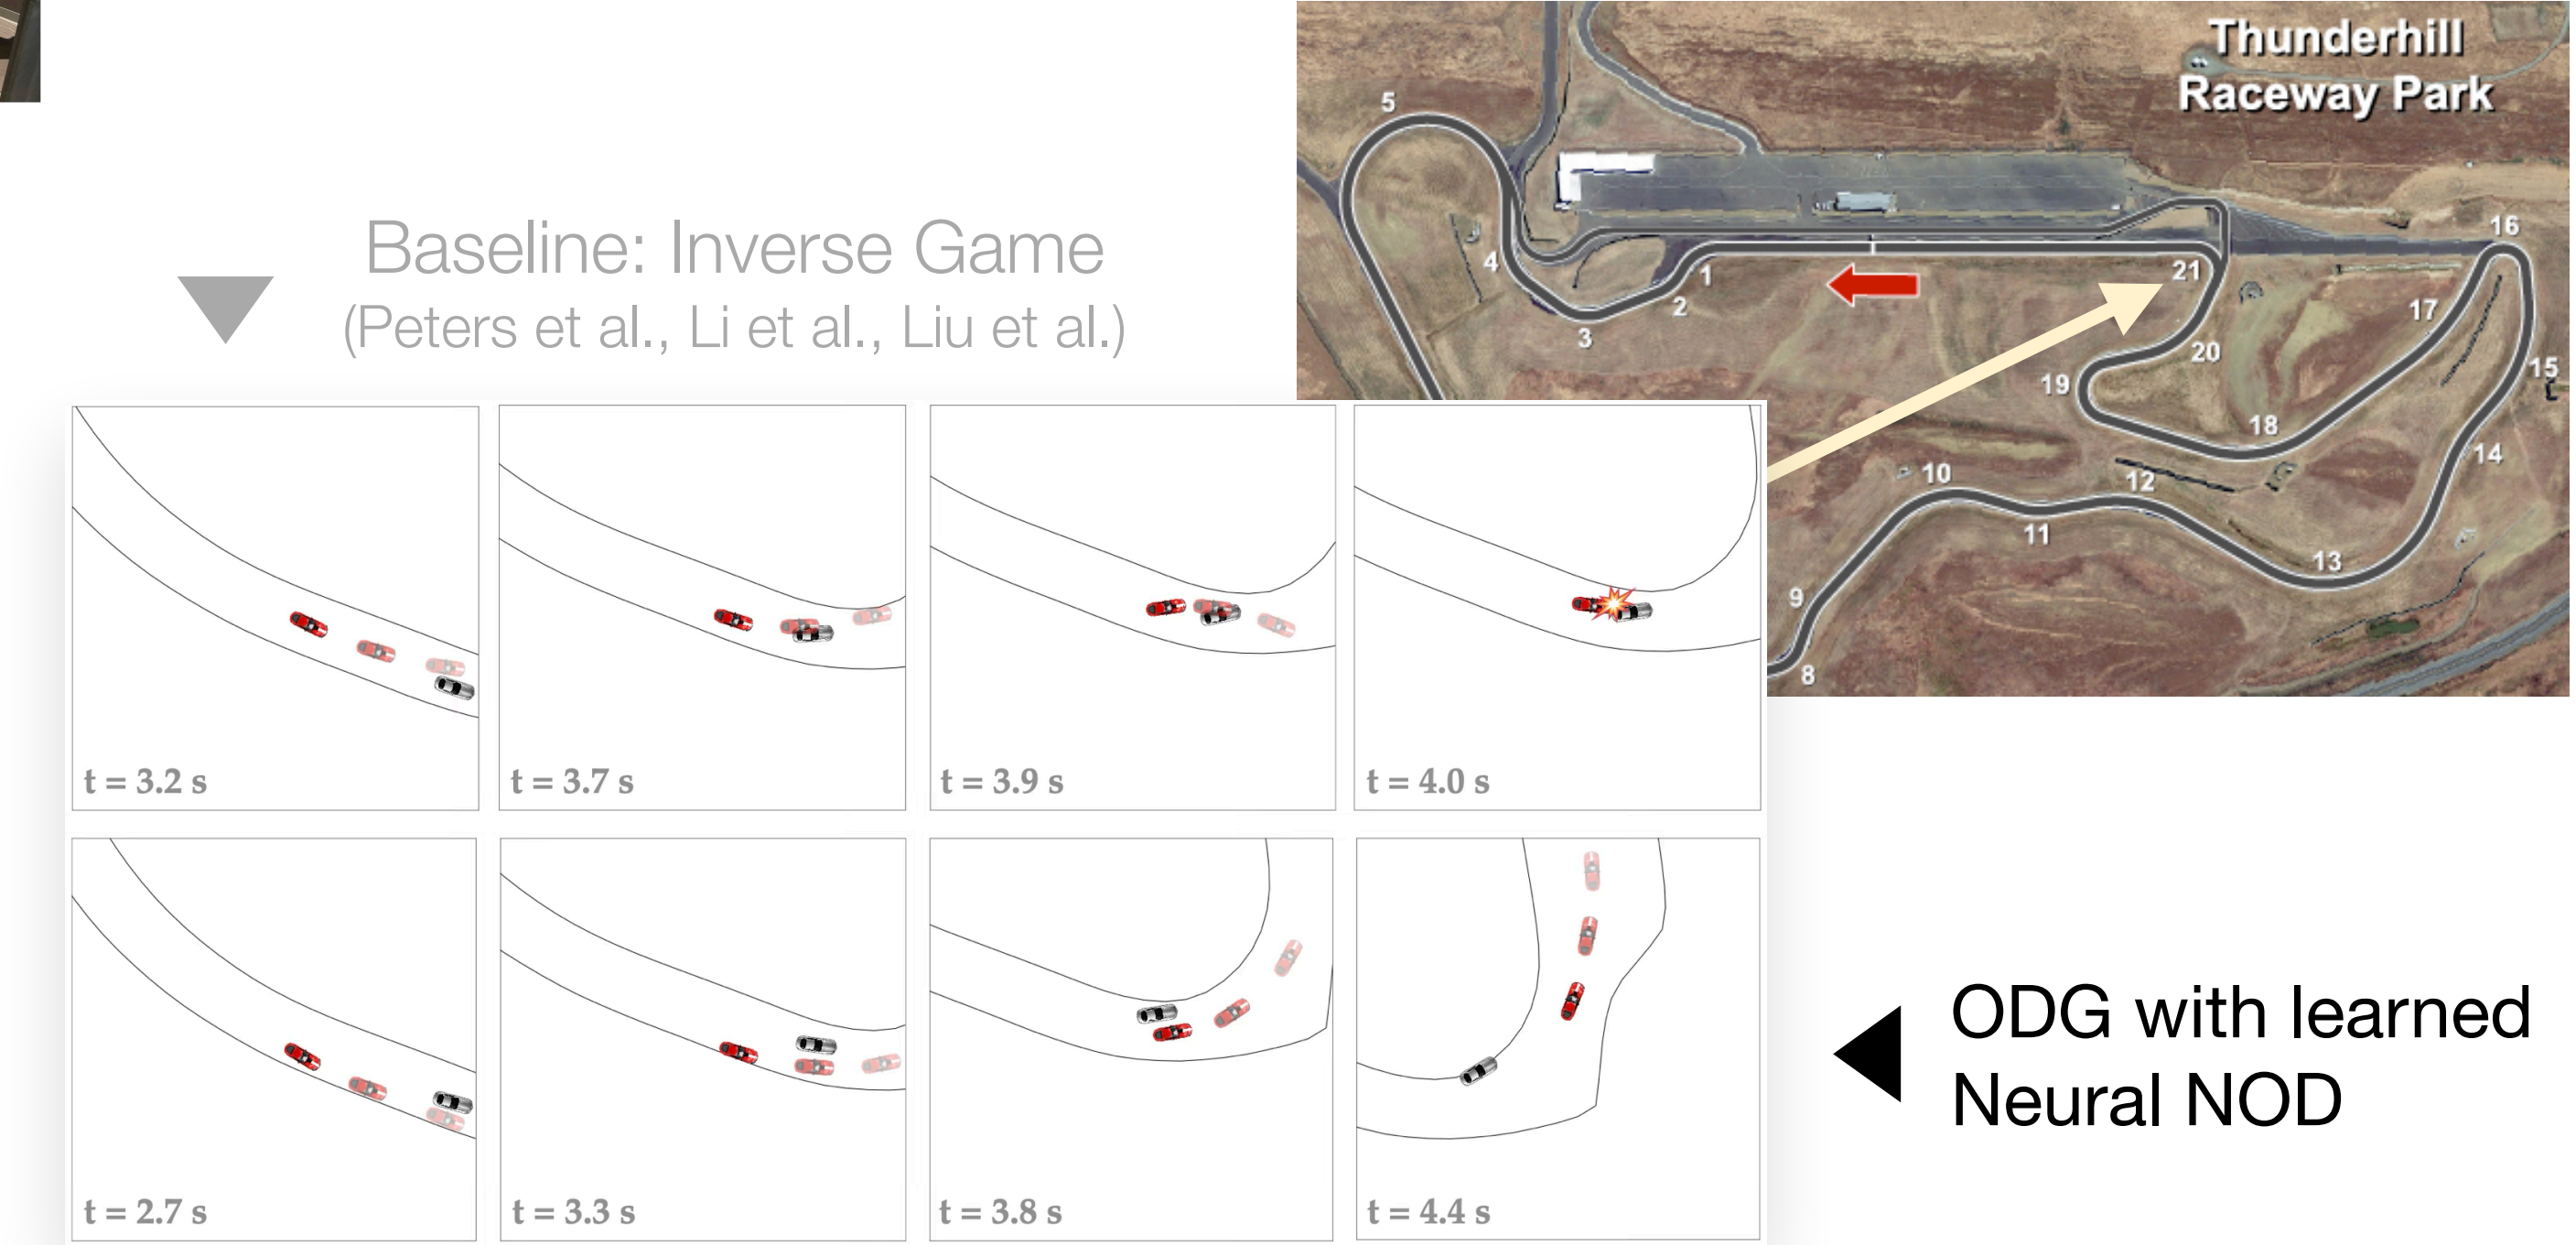 Thunderhill
Raceway Park
5
16
4
1
21
2
17
3
20
15
19
18
14
10
12
11
13
9
8
Baseline: Inverse Game
(Peters et al., Li et al., Liu et al.)
t = 3.2 s
t = 3.7 s
t = 3.9 s
t = 4.0 s
t = 2.7 s
t = 3.3 s
t = 3.8 s
t = 4.4 s
ODG with learned
Neural NOD